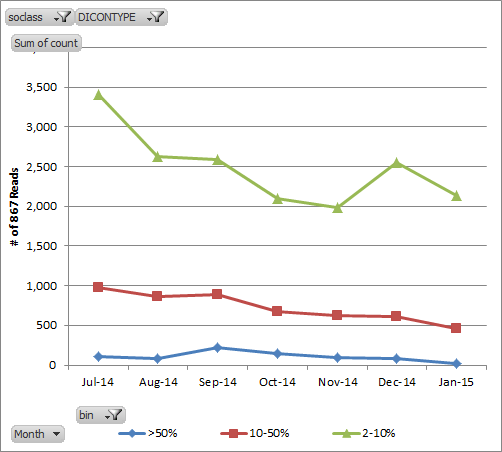 soclass DICONTYPE
Sum of count
3,500
3,000
2,500
2,000
1,500
1,000
500
0
# of 867 Reads
Jul-14 Aug-14 Sep-14 Oct-14 Nov-14 Dec-14 Jan-15
bin
Month >50% 10-50% 2-10%